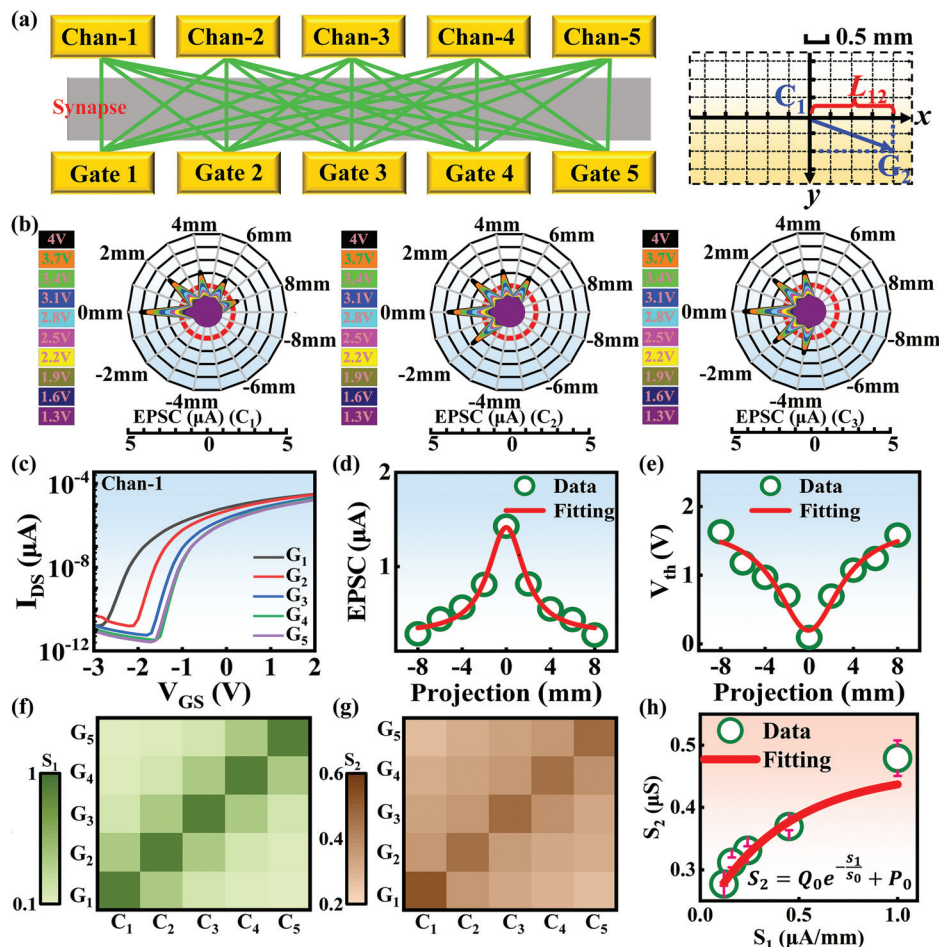 (a)
Chan-1 Chan-2 Chan-3 Chan-4 Chan-5
Synapse
Gate 1 Gate 2 Gate 3 Gate 4 Gate 5
0.5 mm
C₁ L₁₂
x
G₂
y
(b)
4V
3.7V
3.4V
3.1V
2.8V
2.5V
2.2V
1.9V
1.6V
1.3V
4mm
2mm 6mm
8mm
0mm
-8mm
-2mm -6mm
-4mm
EPSC (μA) (C₁)
5 0 5
4V
3.7V
3.4V
3.1V
2.8V
2.5V
2.2V
1.9V
1.6V
1.3V
4mm
2mm 6mm
8mm
0mm
-8mm
-2mm -6mm
-4mm
EPSC (μA) (C₂)
5 0 5
4V
3.7V
3.4V
3.1V
2.8V
2.5V
2.2V
1.9V
1.6V
1.3V
4mm
2mm 6mm
8mm
0mm
-8mm
-2mm -6mm
-4mm
EPSC (μA) (C₃)
5 0 5
(c)
Chan-1
I_DS (μA)
10⁻⁴
10⁻⁸
10⁻¹²
G₁
G₂
G₃
G₄
G₅
-3 -2 -1 0 1 2
V_GS (V)
(d)
Data
Fitting
EPSC (μA)
2
1
-8 -4 0 4 8
Projection (mm)
(e)
Data
Fitting
V_th (V)
2
1
0
-8 -4 0 4 8
Projection (mm)
(f)
1
S₁
0.1
G₅
G₄
G₃
G₂
G₁
C₁ C₂ C₃ C₄ C₅
(g)
S₂
0.6
0.2
G₅
G₄
G₃
G₂
G₁
C₁ C₂ C₃ C₄ C₅
(h)
Data
Fitting
S₂ (μS)
0.5
0.4
0.3
S₂ = Q₀e^(-s₁/s₀) + P₀
0.0 0.5 1.0
S₁ (μA/mm)